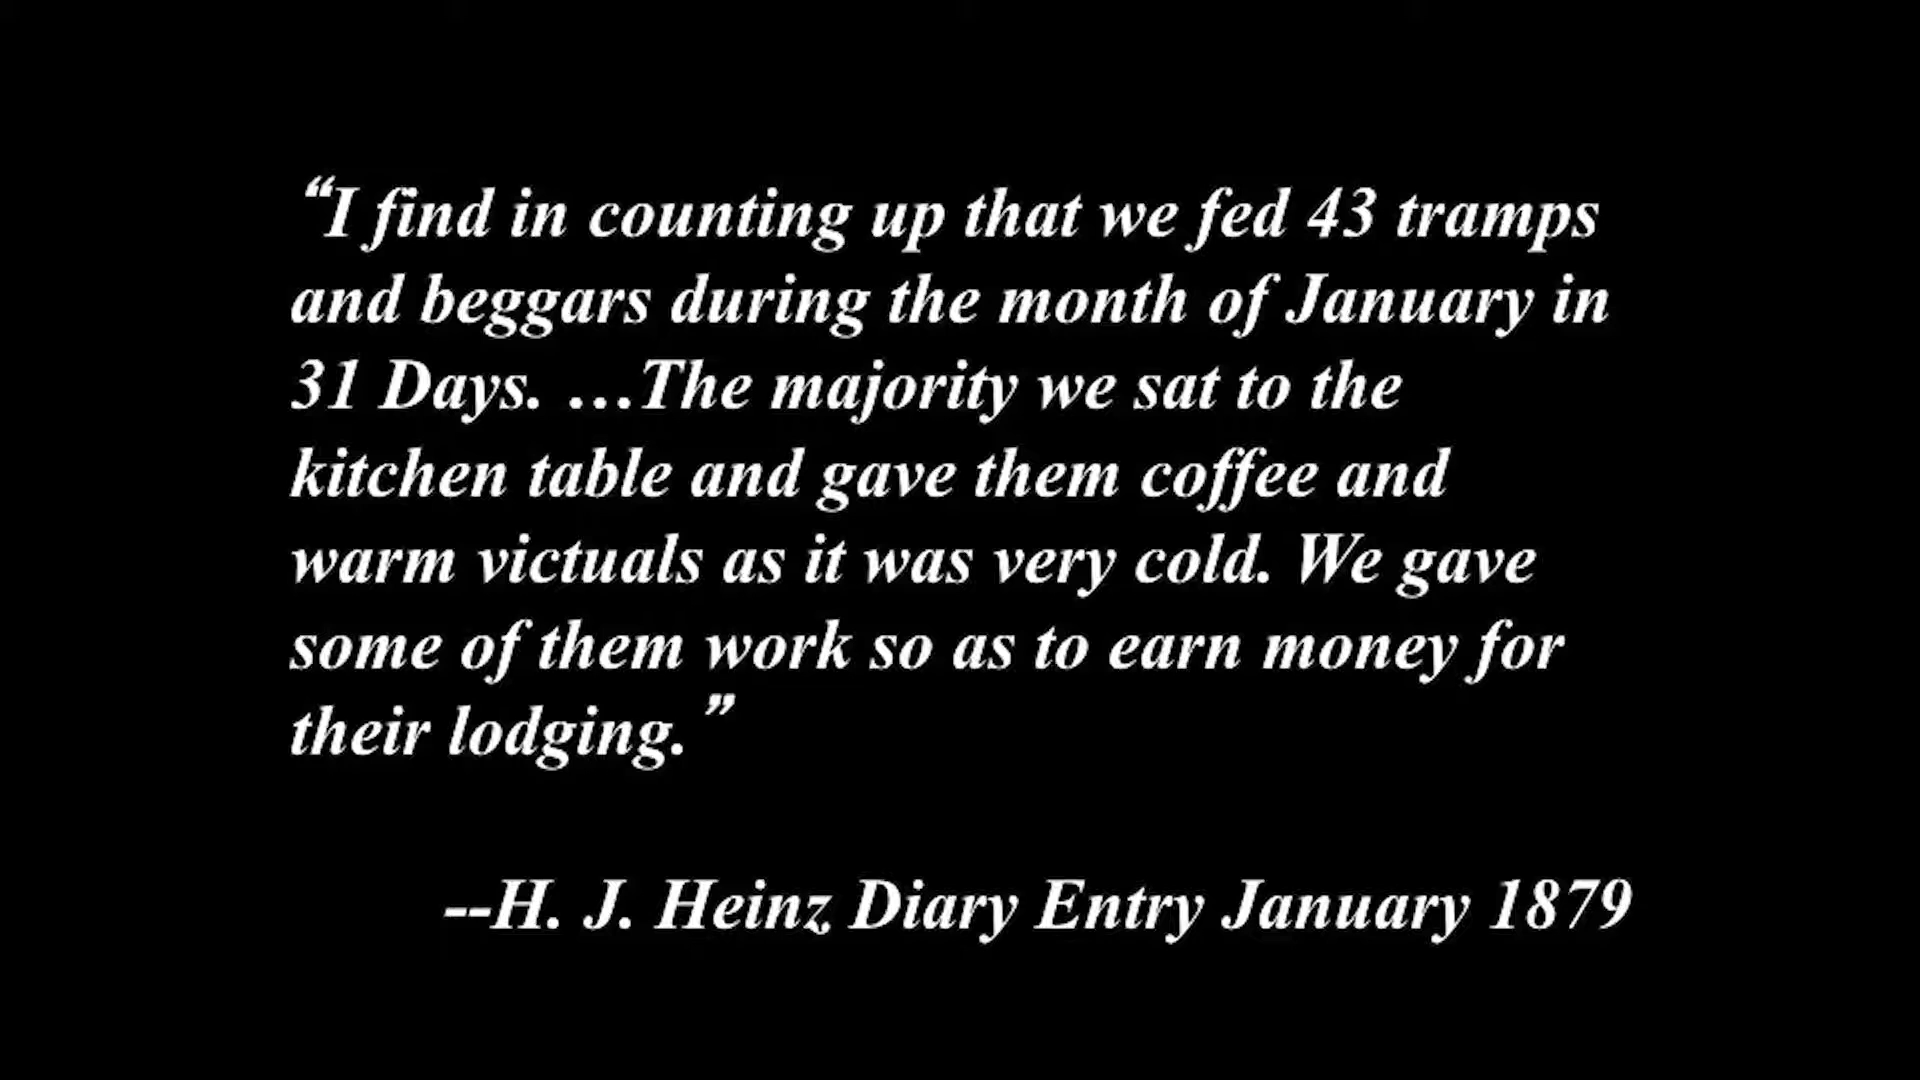 “I find in counting up that we fed 43 tramps
and beggars during the month of January in
31 Days. …The majority we sat to the
kitchen table and gave them coffee and
warm victuals as it was very cold. We gave
some of them work so as to earn money for
their lodging.”
--H. J. Heinz Diary Entry January 1879